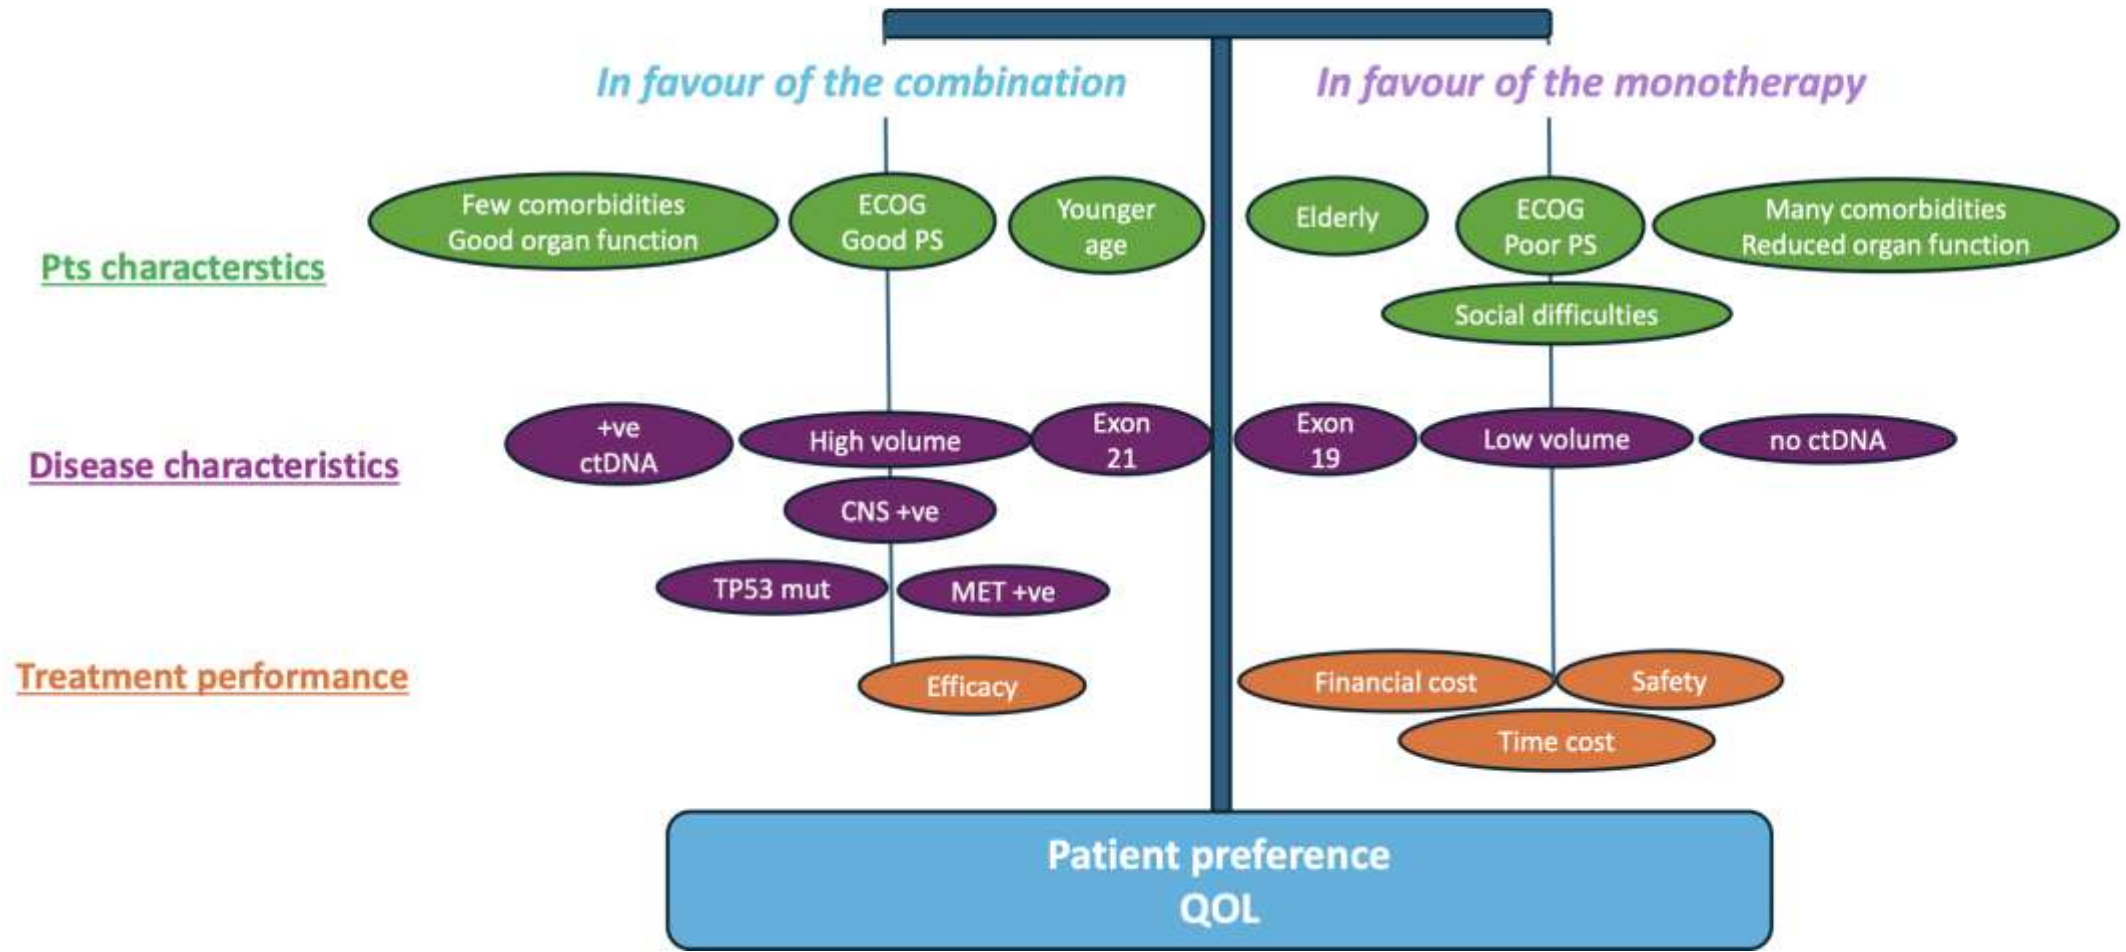 In favour of the combination
In favour of the monotherapy
Pts characterstics
Few comorbidities
Good organ function
ECOG
Good PS
Younger
age
Elderly
ECOG
Poor PS
Many comorbidities
Reduced organ function
Social difficulties
Disease characteristics
+ve
ctDNA
High volume
Exon
21
Exon
19
Low volume
no ctDNA
CNS +ve
TP53 mut
MET +ve
Treatment performance
Efficacy
Financial cost
Safety
Time cost
Patient preference
QOL